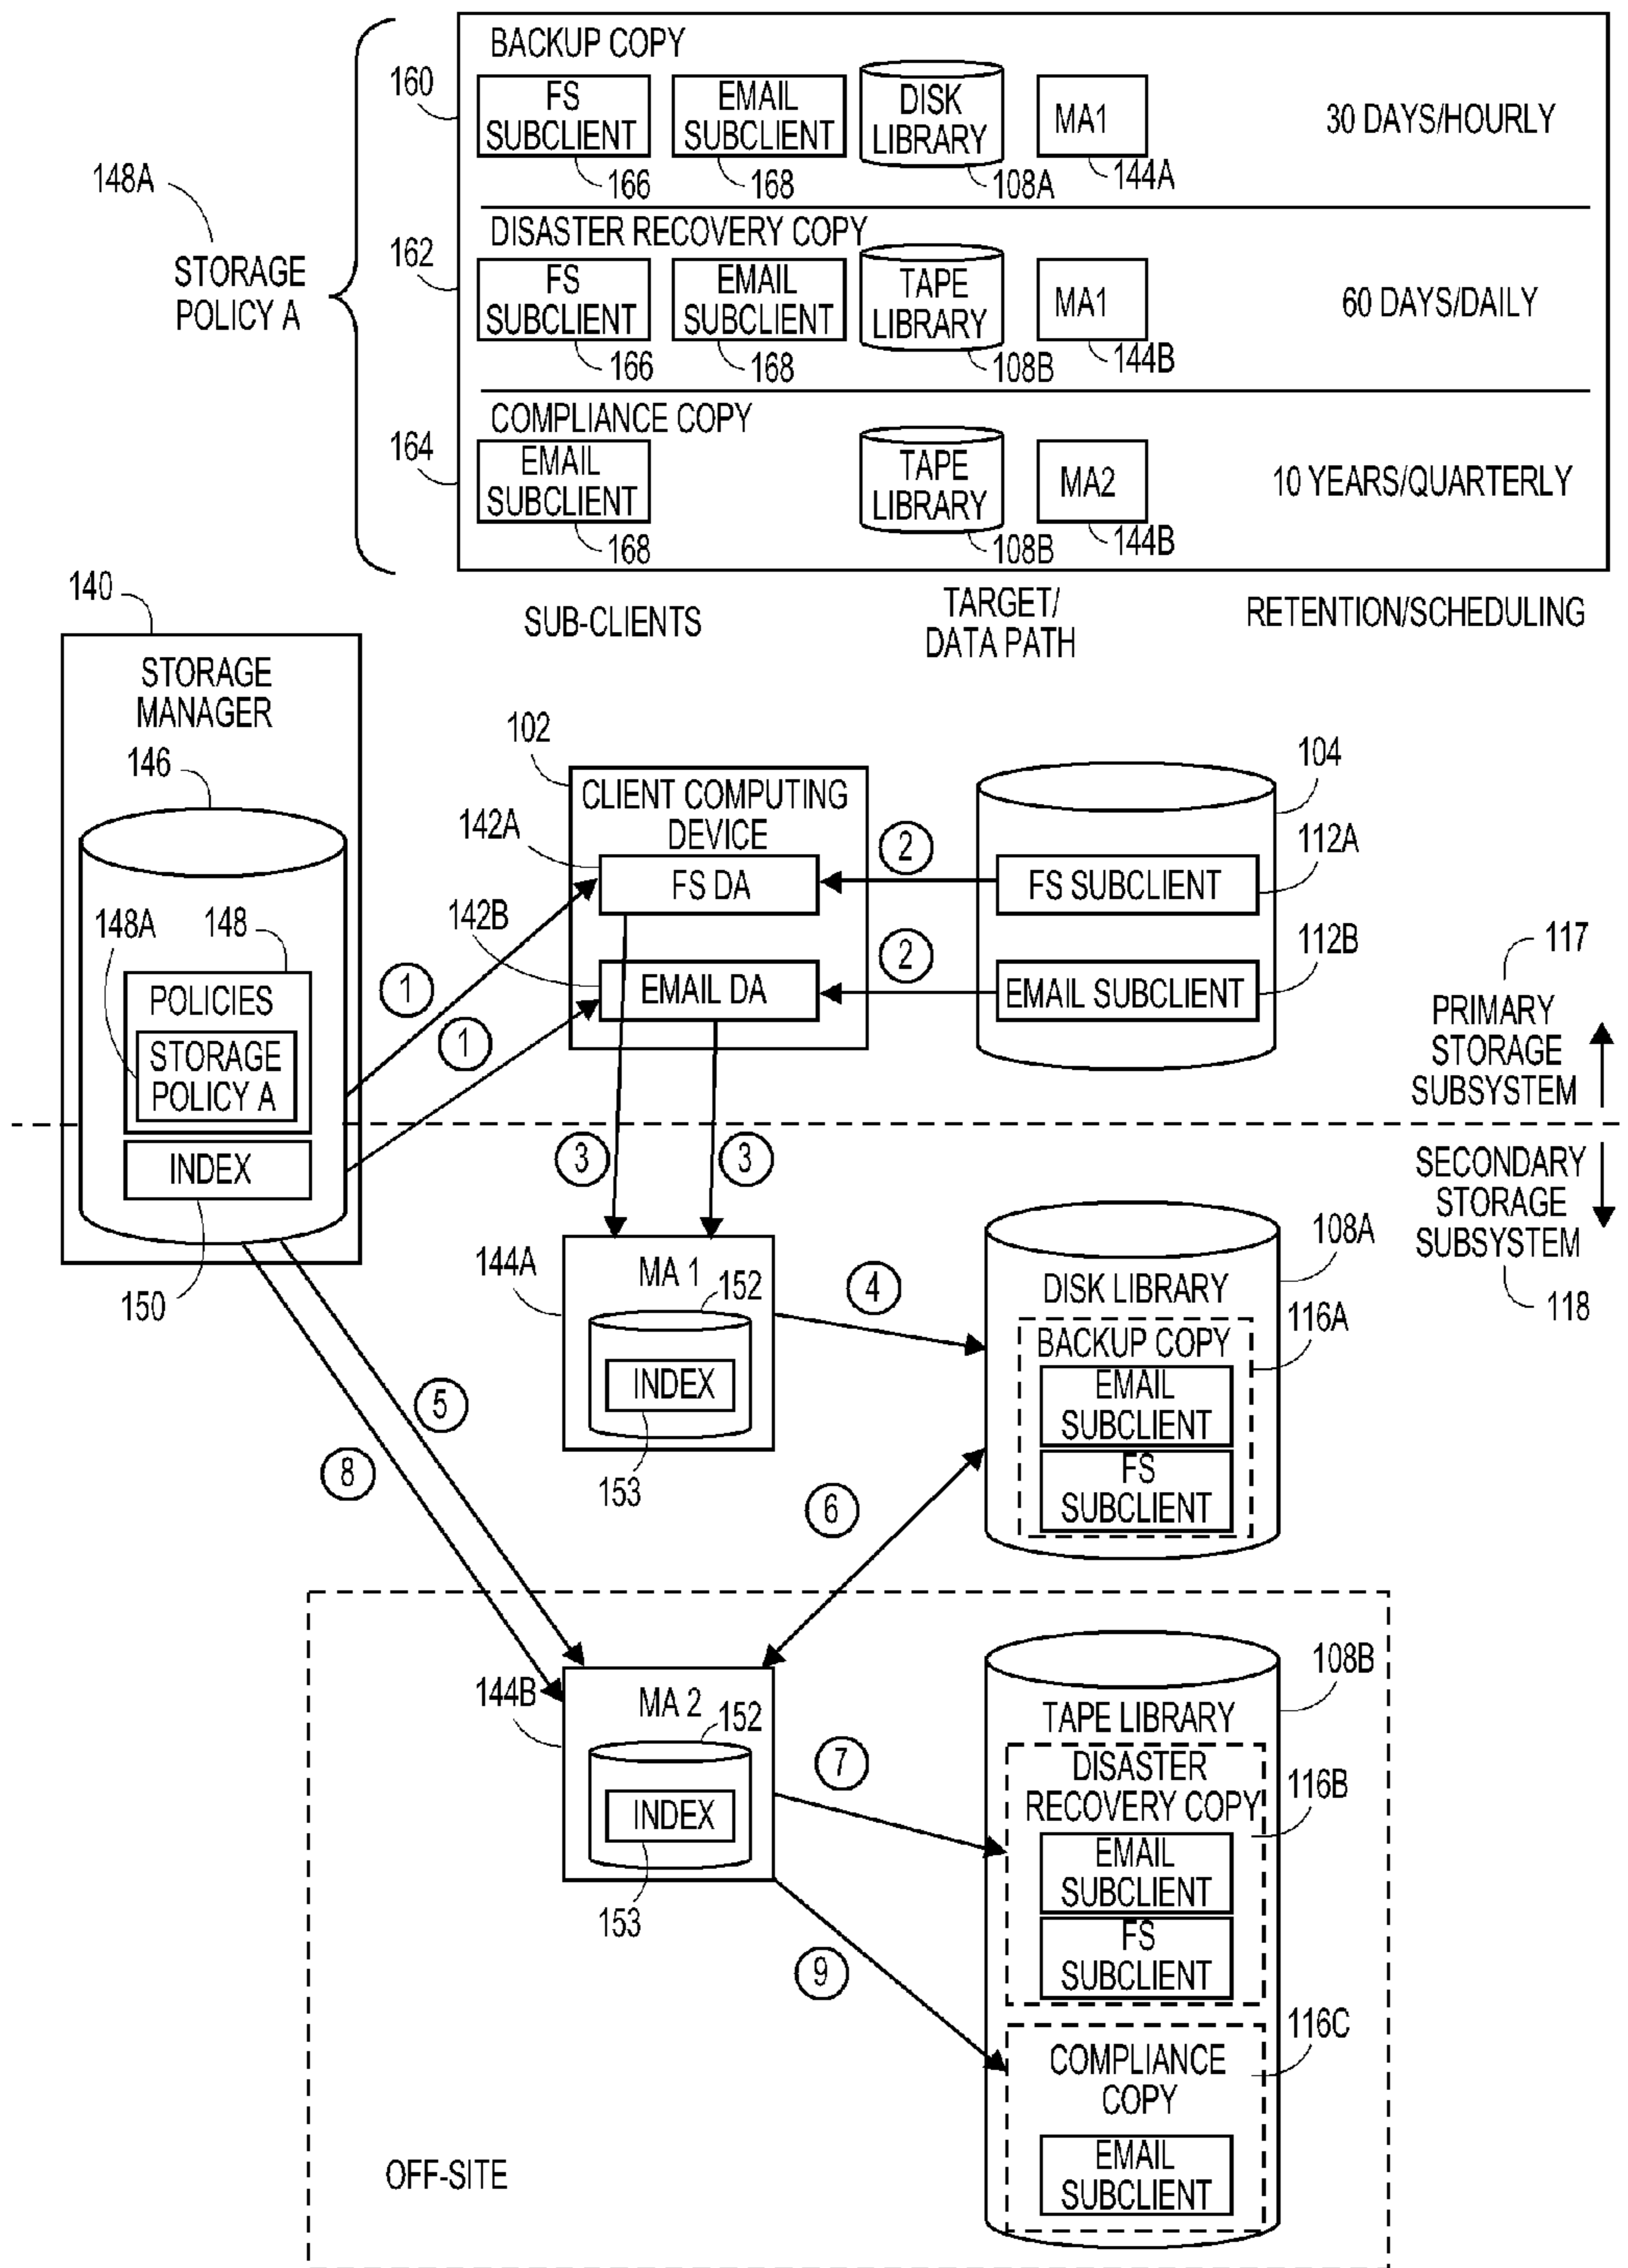 BACKUP COPY
160
FS
SUBCLIENT
166
EMAIL
SUBCLIENT
168
DISK
LIBRARY
108A
MA1
144A
30 DAYS/HOURLY
148A
STORAGE
POLICY A
DISASTER RECOVERY COPY
162
FS
SUBCLIENT
166
EMAIL
SUBCLIENT
168
TAPE
LIBRARY
108B
MA1
144B
60 DAYS/DAILY
COMPLIANCE COPY
164
EMAIL
SUBCLIENT
168
TAPE
LIBRARY
108B
MA2
144B
10 YEARS/QUARTERLY
SUB-CLIENTS
TARGET/
DATA PATH
RETENTION/SCHEDULING
140
STORAGE
MANAGER
146
148A
148
POLICIES
STORAGE
POLICY A
INDEX
150
102
CLIENT COMPUTING
DEVICE
142A
FS DA
142B
EMAIL DA
1
1
2
2
104
FS SUBCLIENT
112A
EMAIL SUBCLIENT
112B
117
PRIMARY
STORAGE
SUBSYSTEM
SECONDARY
STORAGE
SUBSYSTEM
118
3
3
144A
MA 1
152
INDEX
153
4
108A
DISK LIBRARY
BACKUP COPY
116A
EMAIL
SUBCLIENT
FS
SUBCLIENT
5
8
6
144B
MA 2
152
INDEX
153
7
9
108B
TAPE LIBRARY
DISASTER
RECOVERY COPY
116B
EMAIL
SUBCLIENT
FS
SUBCLIENT
116C
COMPLIANCE
COPY
EMAIL
SUBCLIENT
OFF-SITE